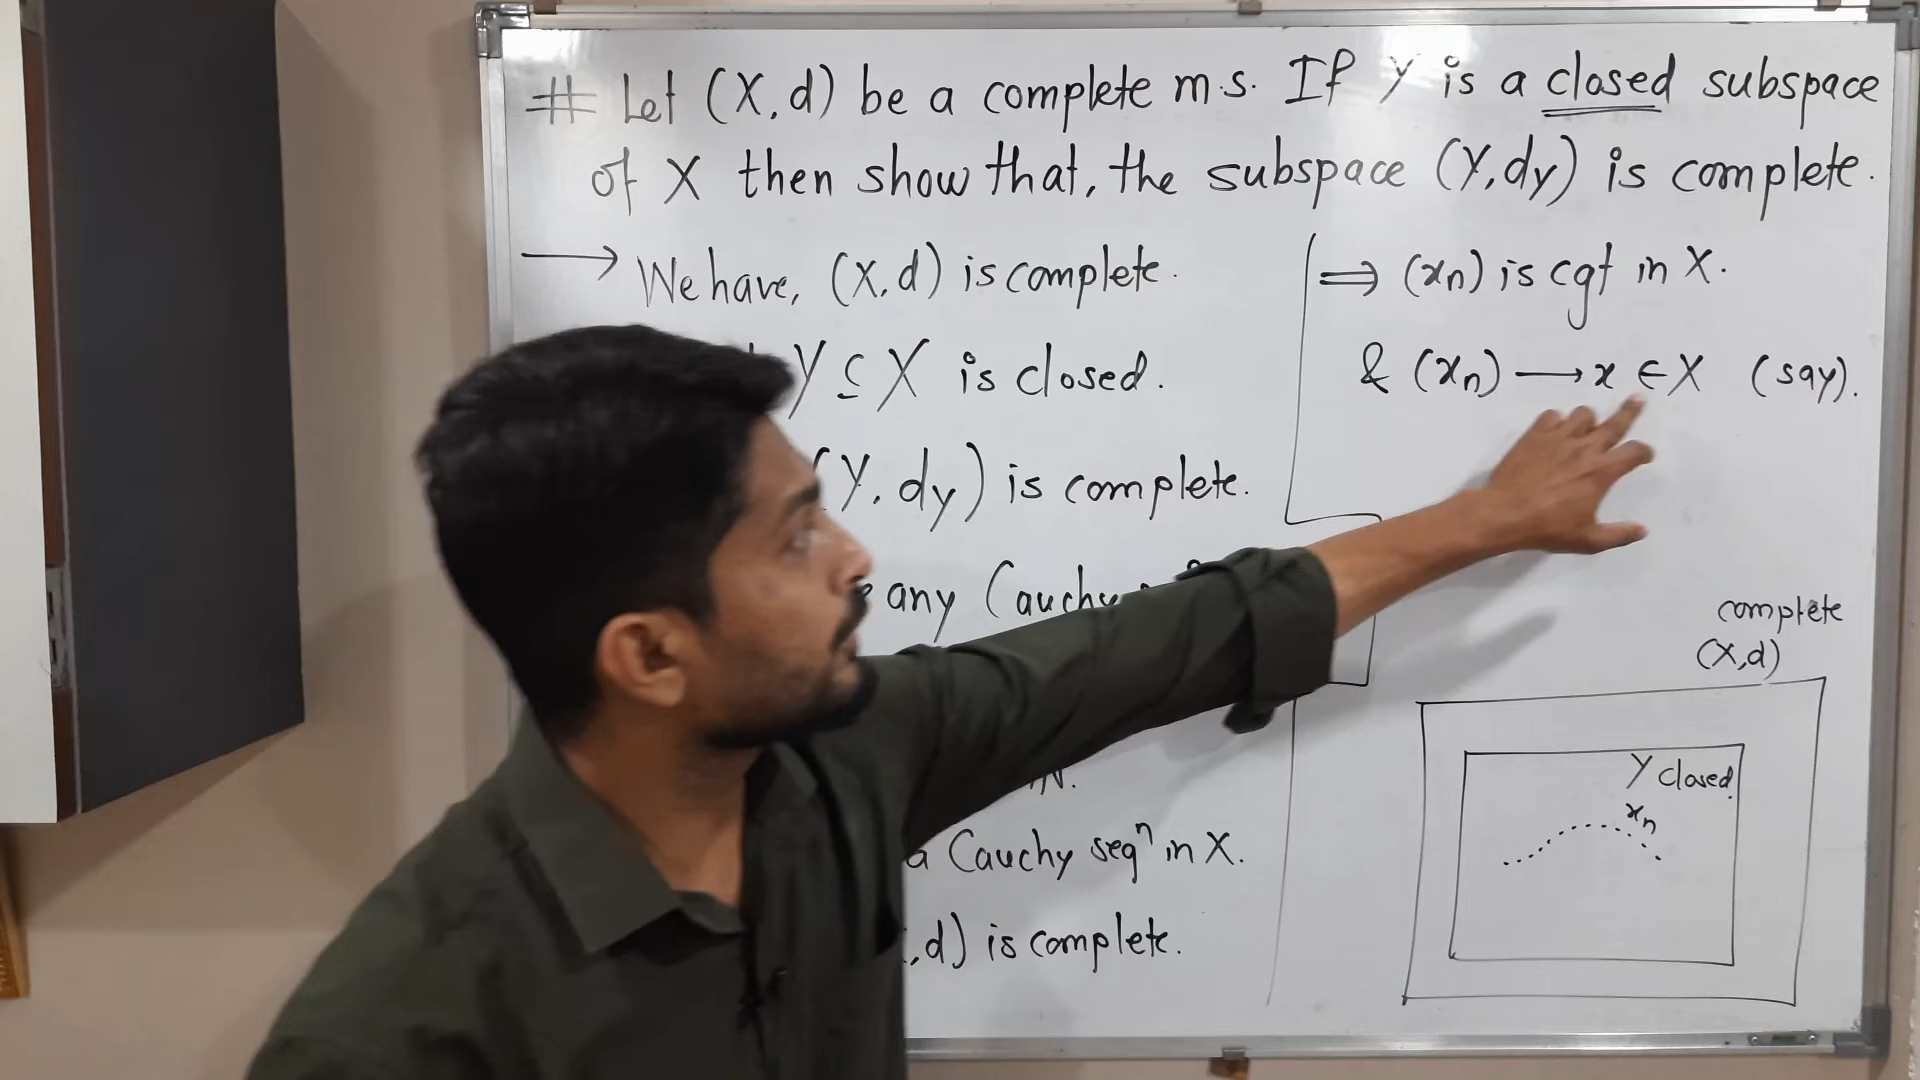 # Let (X,d) be a complete m.s. If Y is a closed subspace
of X then show that, the subspace (Y,dy) is complete.
→ We have, (X,d) is complete.
Y ⊆ X is closed.
(Y,dy) is complete.
any Cauchy
N.
a Cauchy seqⁿ in X.
,d) is complete.
⇒ (xn) is cgt in X.
& (xn) → x ∈ X (say).
complete
(X,d)
Y closed
xn